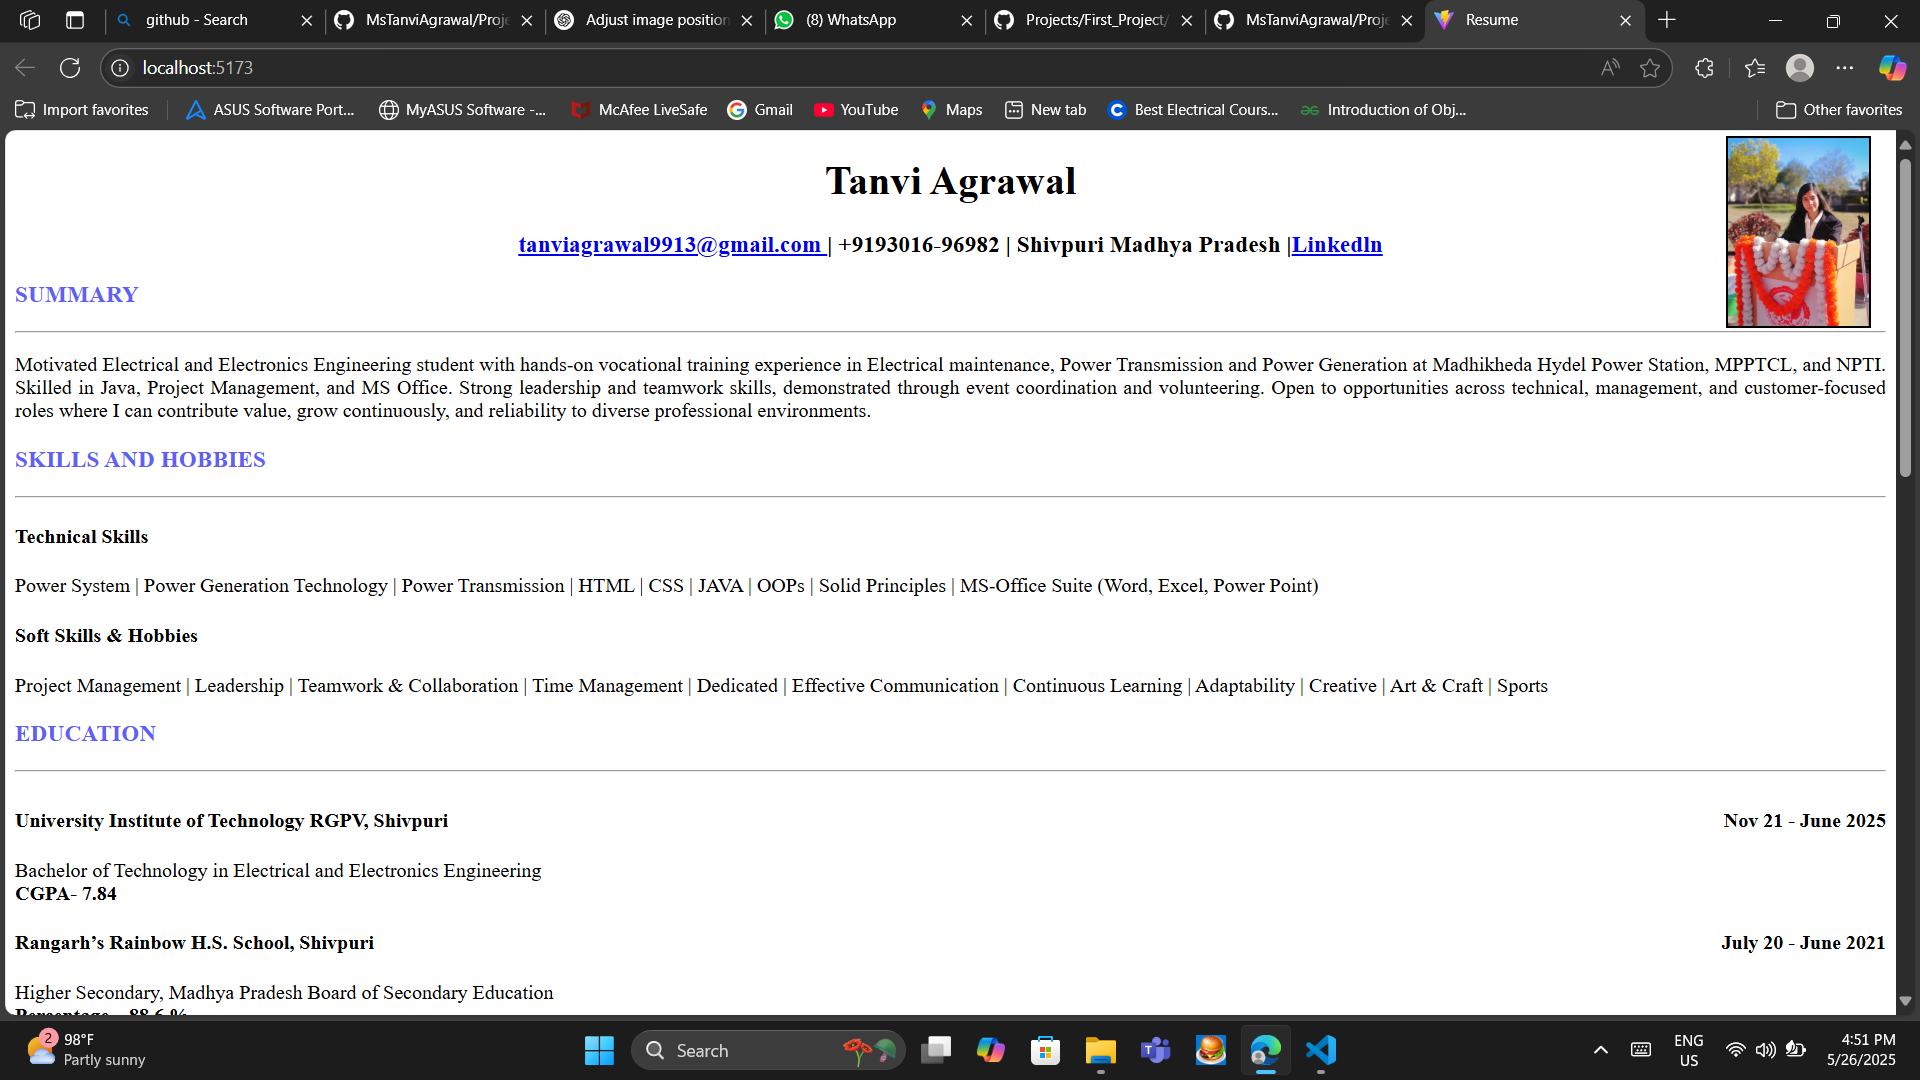 github - Search
MsTanviAgrawal/Proje
Adjust image position
(8) WhatsApp
Projects/First_Project/
MsTanviAgrawal/Proje
Resume
localhost:5173
Import favorites
ASUS Software Port...
MyASUS Software -...
McAfee LiveSafe
Gmail
YouTube
Maps
New tab
Best Electrical Cours...
Introduction of Obj...
Other favorites
Tanvi Agrawal
tanviagrawal9913@gmail.com | +9193016-96982 | Shivpuri Madhya Pradesh |Linkedln
SUMMARY
Motivated Electrical and Electronics Engineering student with hands-on vocational training experience in Electrical maintenance, Power Transmission and Power Generation at Madhikheda Hydel Power Station, MPPTCL, and NPTI.
Skilled in Java, Project Management, and MS Office. Strong leadership and teamwork skills, demonstrated through event coordination and volunteering. Open to opportunities across technical, management, and customer-focused
roles where I can contribute value, grow continuously, and reliability to diverse professional environments.
SKILLS AND HOBBIES
Technical Skills
Power System | Power Generation Technology | Power Transmission | HTML | CSS | JAVA | OOPs | Solid Principles | MS-Office Suite (Word, Excel, Power Point)
Soft Skills & Hobbies
Project Management | Leadership | Teamwork & Collaboration | Time Management | Dedicated | Effective Communication | Continuous Learning | Adaptability | Creative | Art & Craft | Sports
EDUCATION
University Institute of Technology RGPV, Shivpuri
Nov 21 - June 2025
Bachelor of Technology in Electrical and Electronics Engineering
CGPA- 7.84
Rangarh’s Rainbow H.S. School, Shivpuri
July 20 - June 2021
Higher Secondary, Madhya Pradesh Board of Secondary Education
Percentage – 88.6 %
2
98°F
Partly sunny
Search
ENG
US
4:51 PM
5/26/2025